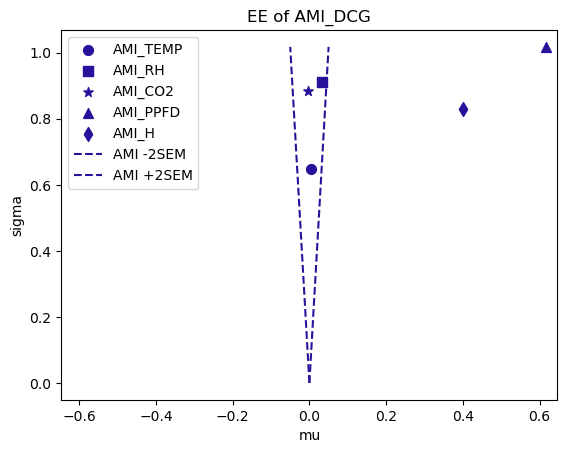 EE of AMI_DCG
AMI_TEMP
AMI_RH
AMI_CO2
AMI_PPFD
AMI_H
AMI -2SEM
AMI +2SEM
1.0
0.8
0.6
0.4
0.2
0.0
sigma
−0.6 −0.4 −0.2 0.0 0.2 0.4 0.6
mu